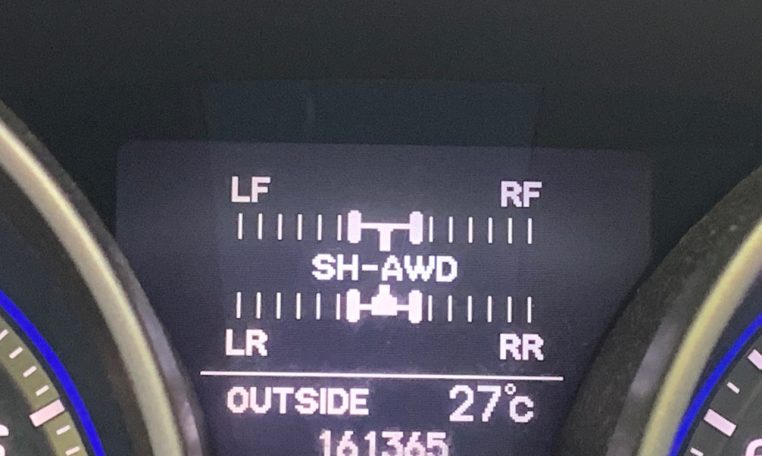 LF RF
SH-AWD
LR RR
OUTSIDE 27°C
161365